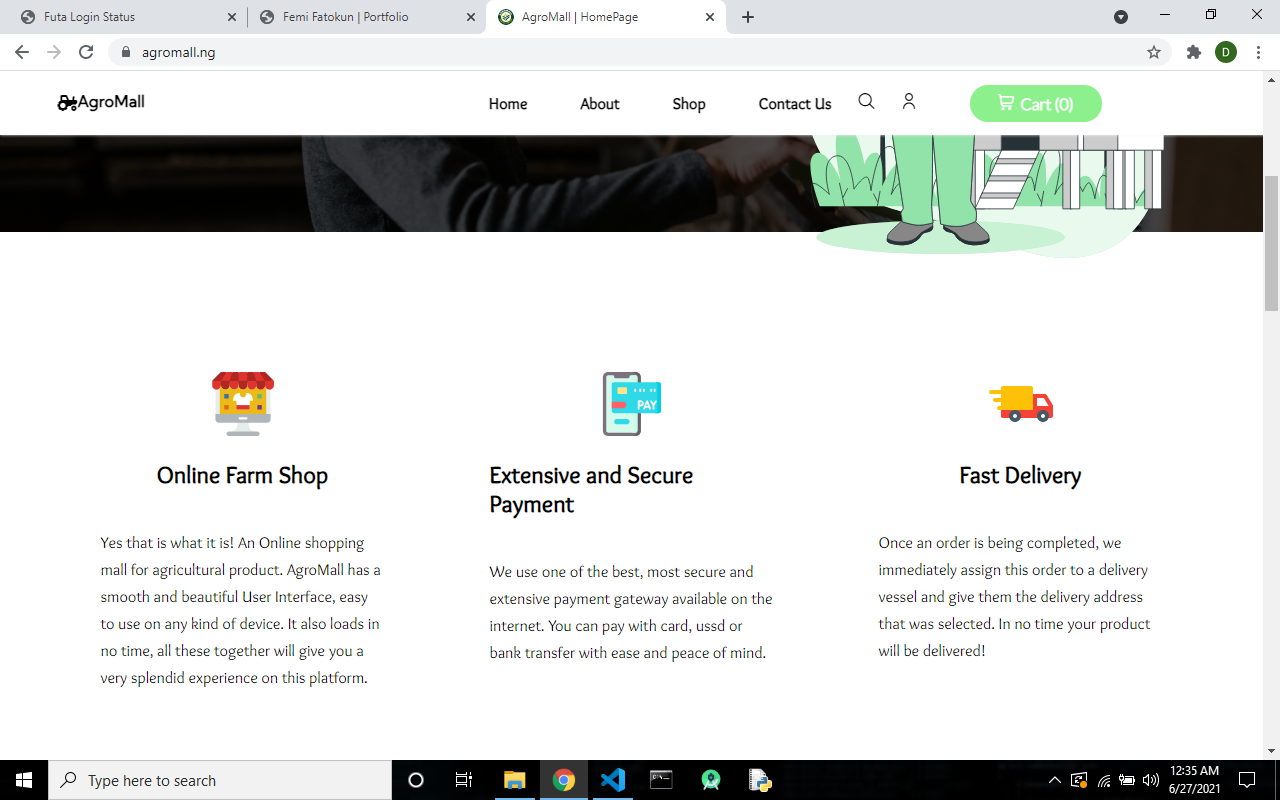 Futa Login Status
Femi Fatokun | Portfolio
AgroMall | HomePage
agromall.ng
D
AgroMall
Home
About
Shop
Contact Us
Cart (0)
PAY
Online Farm Shop
Yes that is what it is! An Online shopping
mall for agricultural product. AgroMall has a
smooth and beautiful User Interface, easy
to use on any kind of device. It also loads in
no time, all these together will give you a
very splendid experience on this platform.
Extensive and Secure
Payment
We use one of the best, most secure and
extensive payment gateway available on the
internet. You can pay with card, ussd or
bank transfer with ease and peace of mind.
Fast Delivery
Once an order is being completed, we
immediately assign this order to a delivery
vessel and give them the delivery address
that was selected. In no time your product
will be delivered!
Type here to search
12:35 AM
6/27/2021